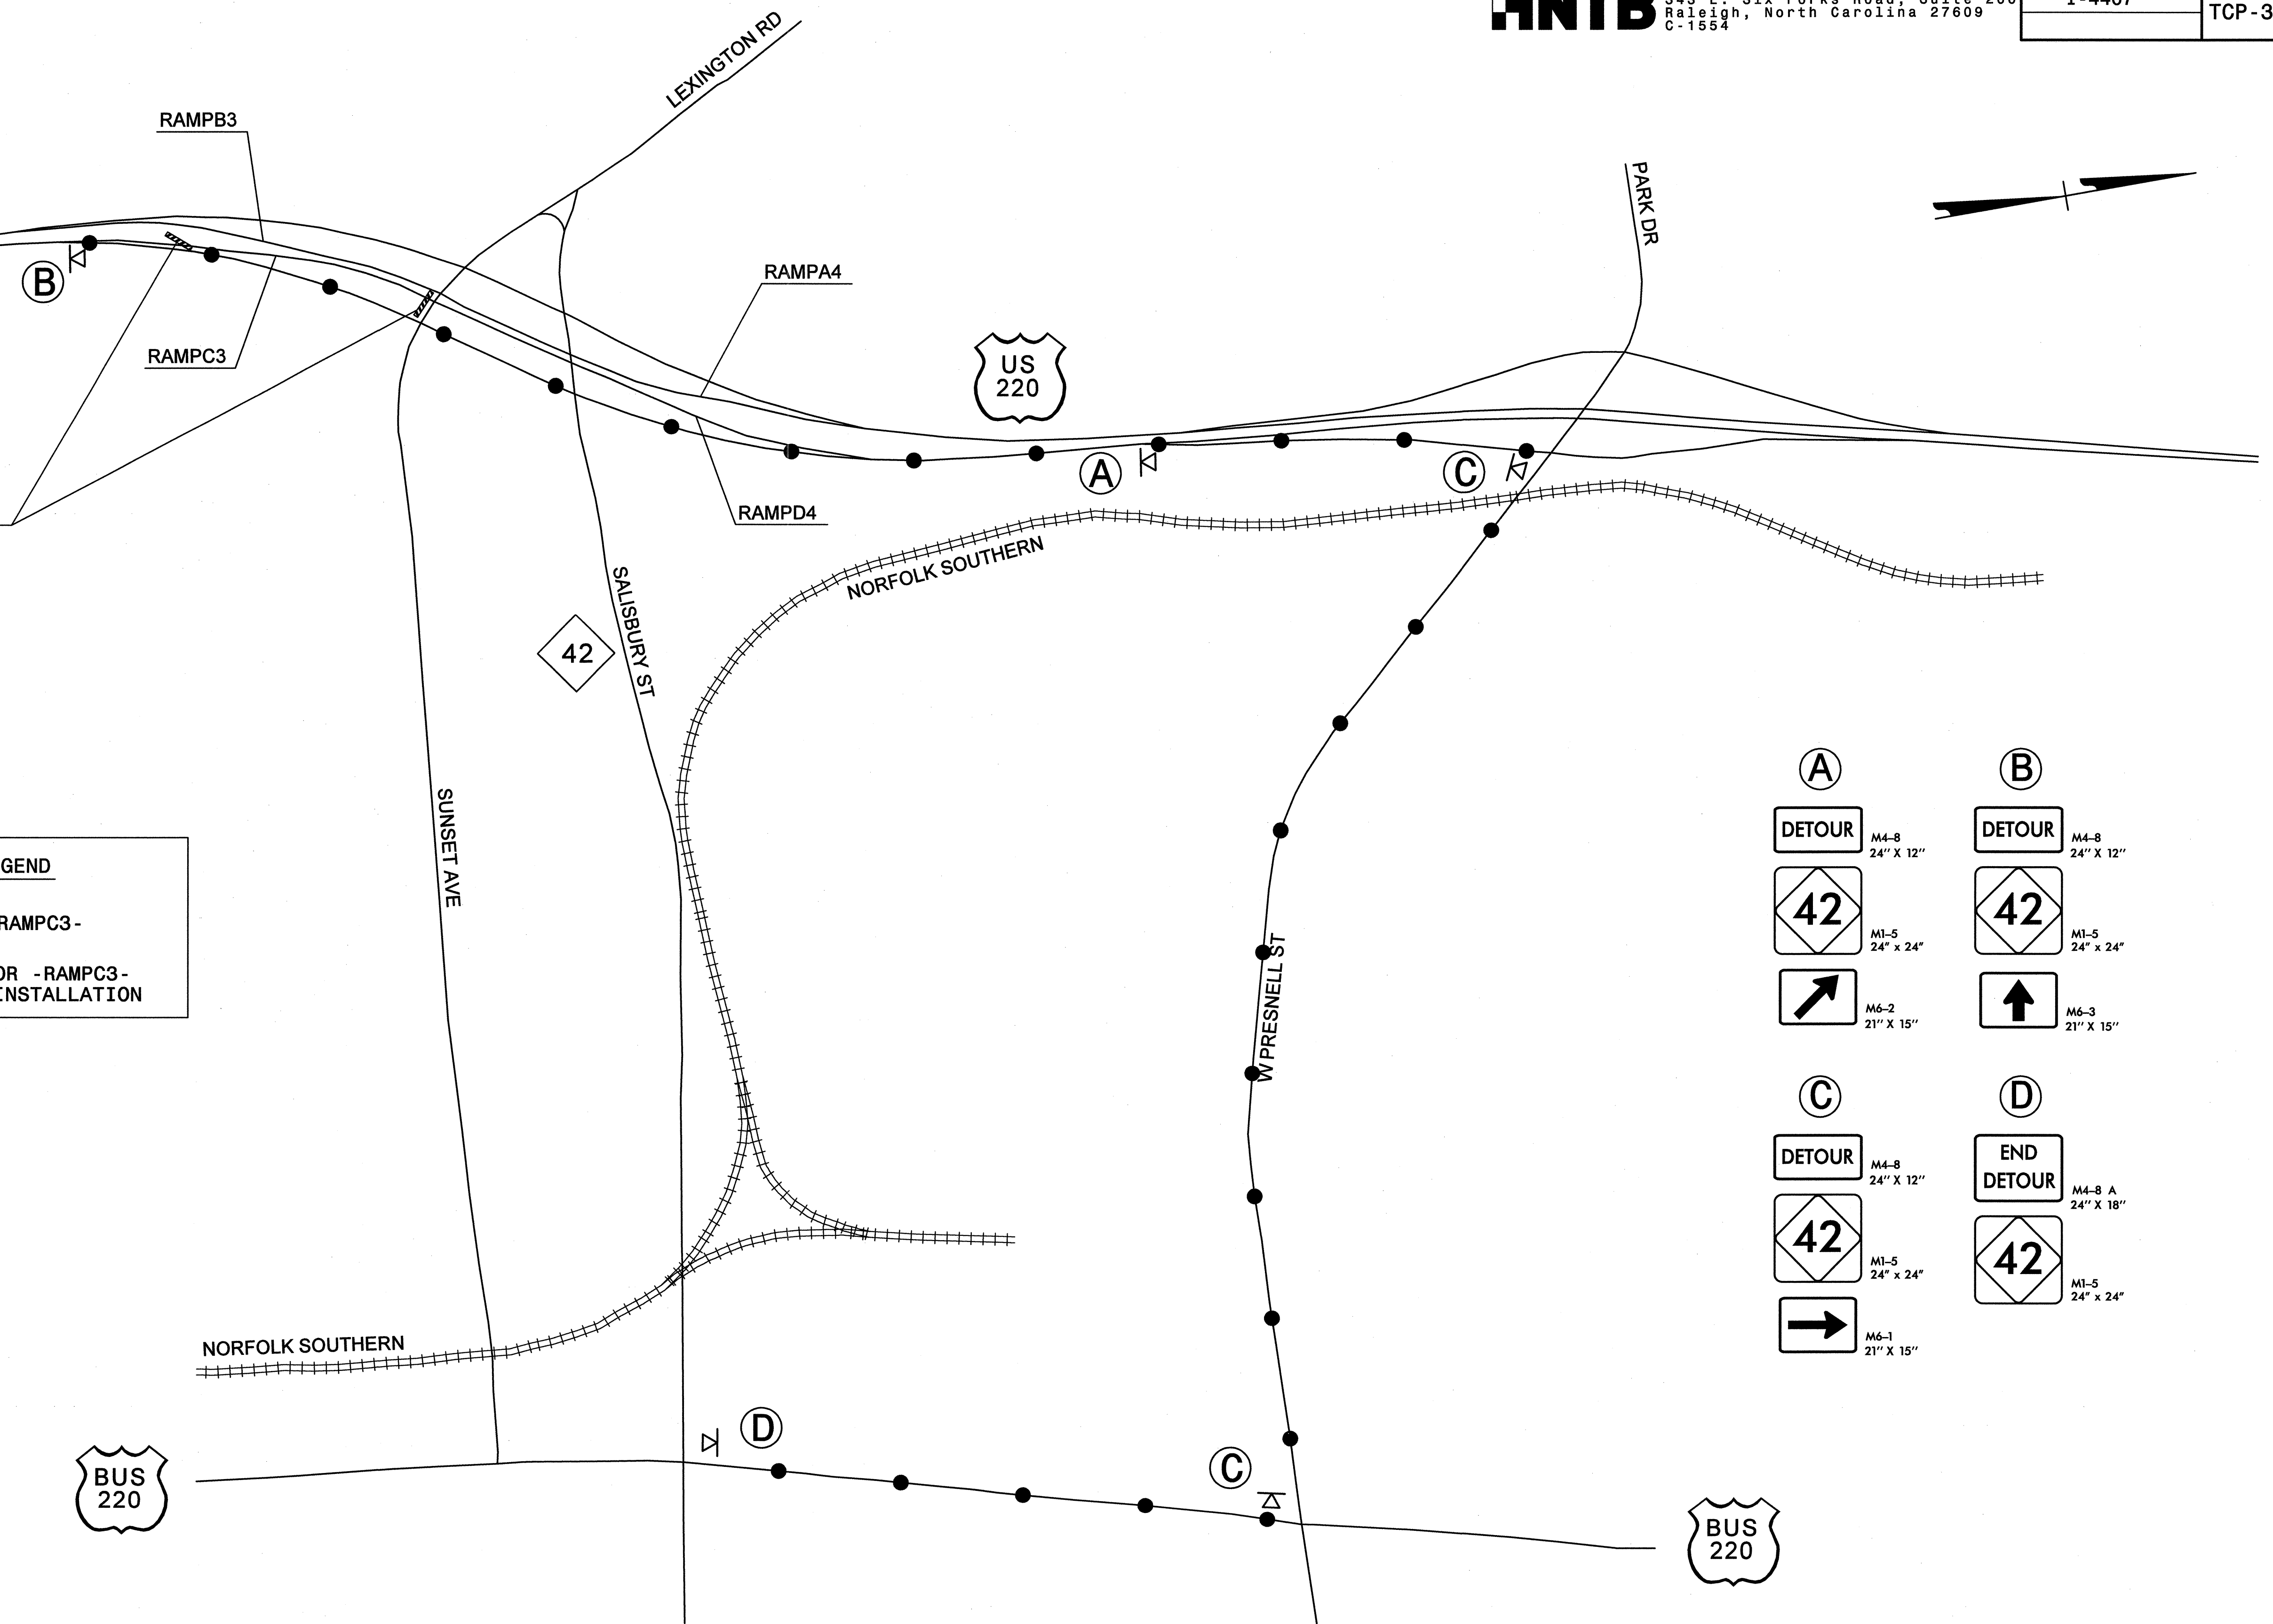 HNTB
Raleigh, North Carolina 27609
C-1554
TCP-3
LEXINGTON RD
RAMPB3
PARK DR
B
RAMPA4
RAMPC3
US
220
A
C
RAMPD4
NORFOLK SOUTHERN
SALISBURY ST
42
SUNSET AVE
GEND
RAMPC3-
OR -RAMPC3-
INSTALLATION
W PRESNELL ST
A
DETOUR
M4-8
24" X 12"
42
M1-5
24" x 24"
M6-2
21" X 15"
B
DETOUR
M4-8
24" X 12"
42
M1-5
24" x 24"
M6-3
21" X 15"
C
DETOUR
M4-8
24" X 12"
42
M1-5
24" x 24"
M6-1
21" X 15"
D
END
DETOUR
M4-8 A
24" X 18"
42
M1-5
24" x 24"
NORFOLK SOUTHERN
D
C
BUS
220
BUS
220